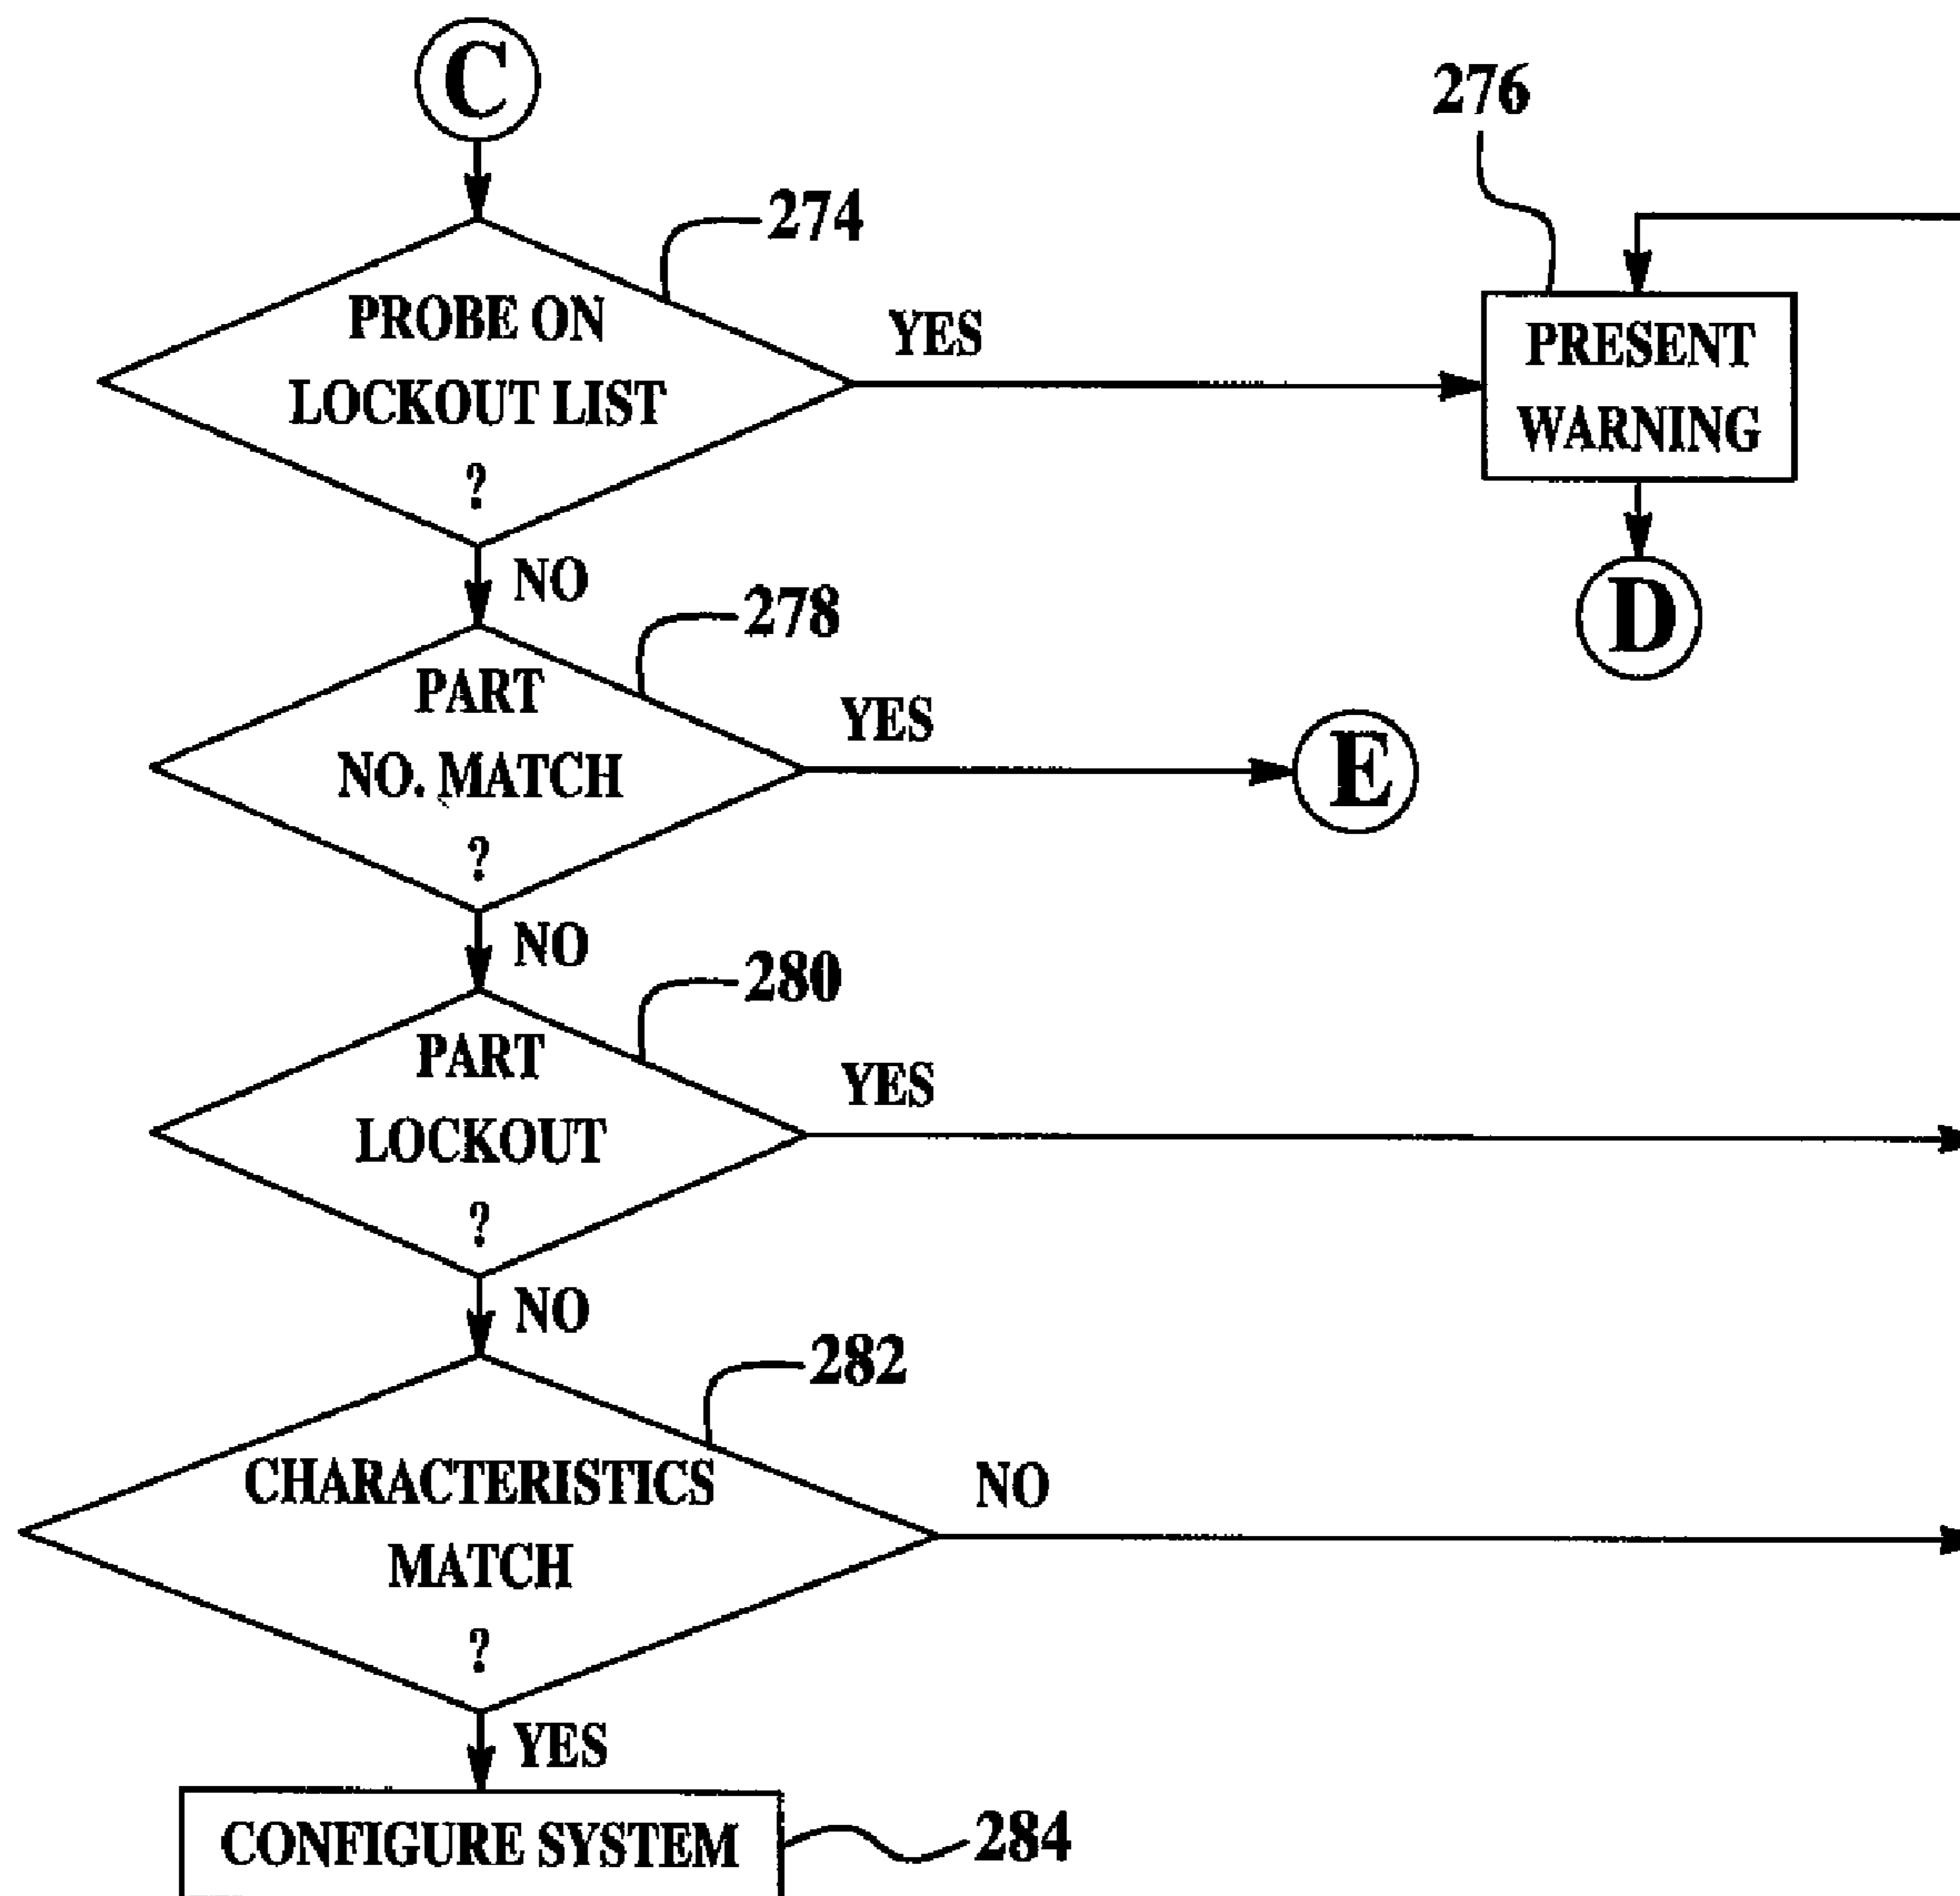 C
276
274
PROBE ON
LOCKOUT LIST
?
YES
PRESENT
WARNING
NO
D
278
PART
NO. MATCH
?
YES
E
NO
280
PART
LOCKOUT
?
YES
NO
282
CHARACTERISTICS
MATCH
?
NO
YES
CONFIGURE SYSTEM
284